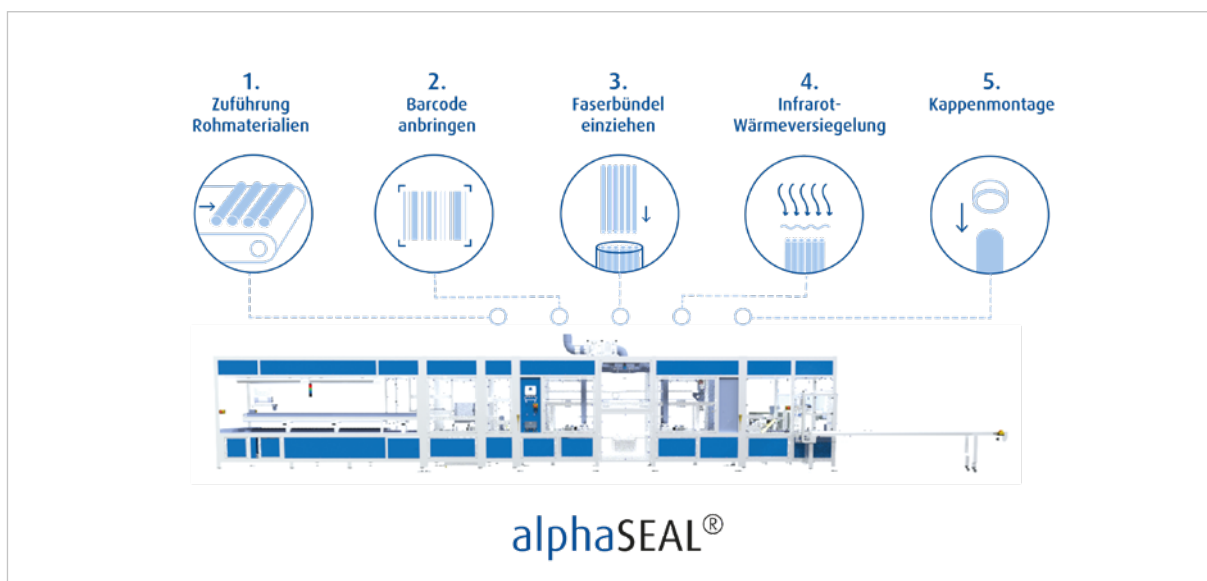 1.
Zuführung
Rohmaterialien
2.
Barcode
anbringen
3.
Faserbündel
einziehen
4.
Infrarot-
Wärmeversiegelung
5.
Kappenmontage
alphaSEAL®